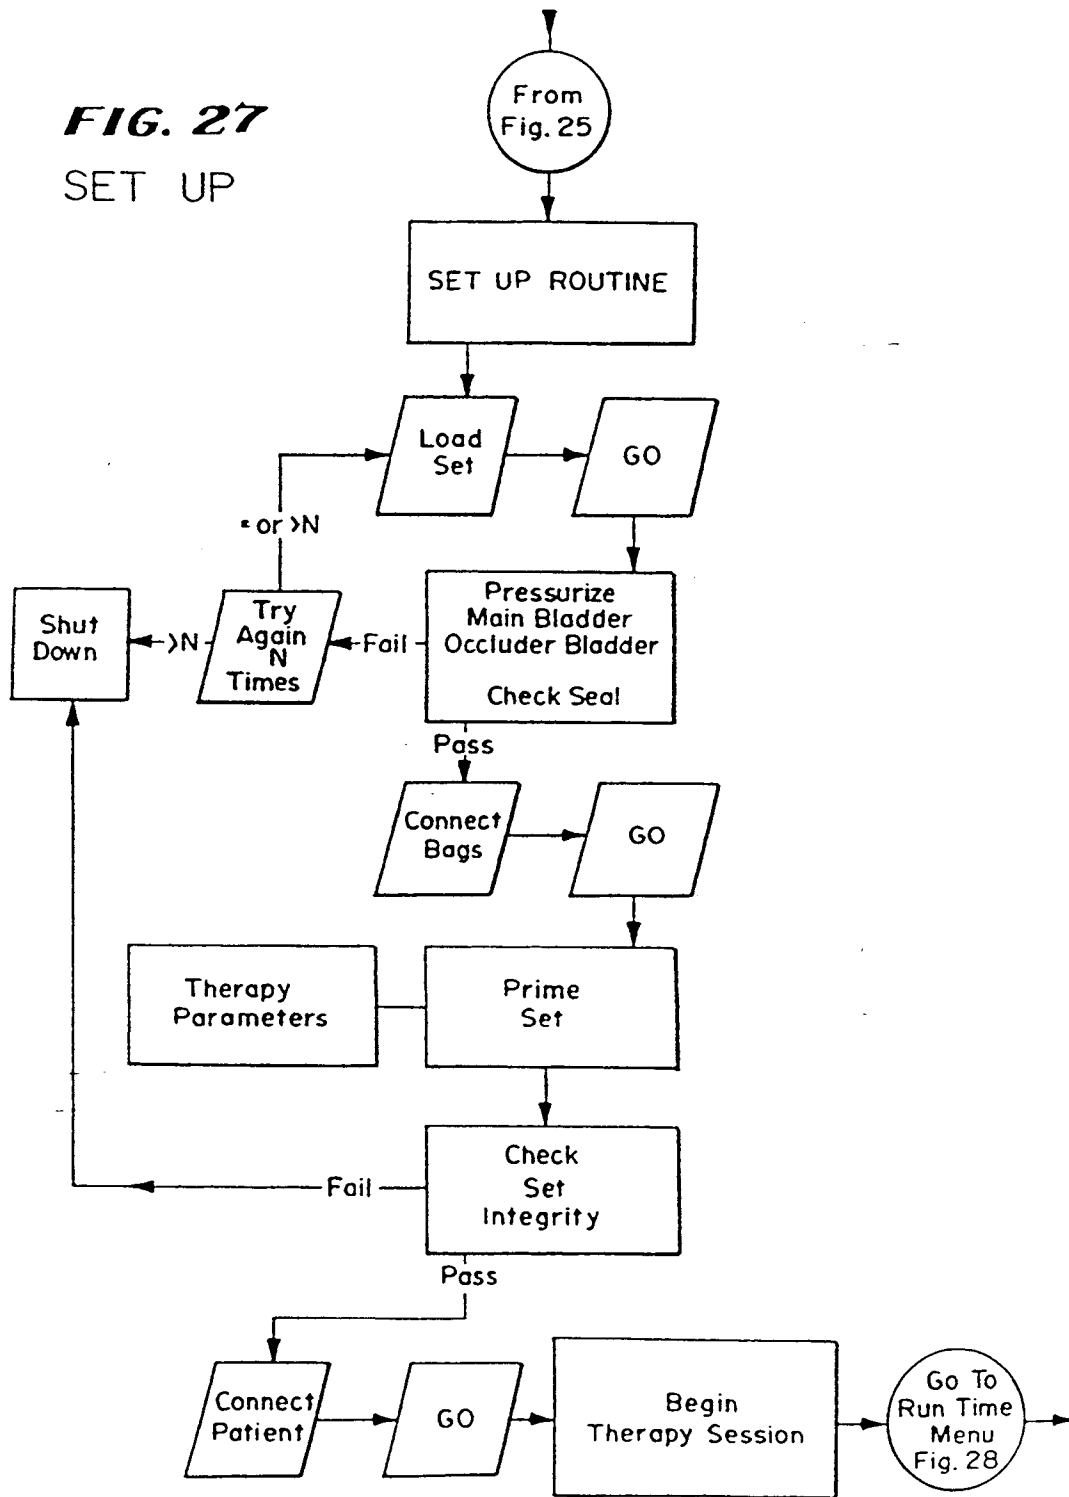 FIG. 27
SET UP
From
Fig. 25
SET UP ROUTINE
Load
Set
GO
= or >N
Shut
Down
>N
Try
Again
N
Times
Fail
Pressurize
Main Bladder
Occluder Bladder
Check Seal
Pass
Connect
Bags
GO
Therapy
Parameters
Prime
Set
Check
Set
Integrity
Fail
Pass
Connect
Patient
GO
Begin
Therapy Session
Go To
Run Time
Menu
Fig. 28